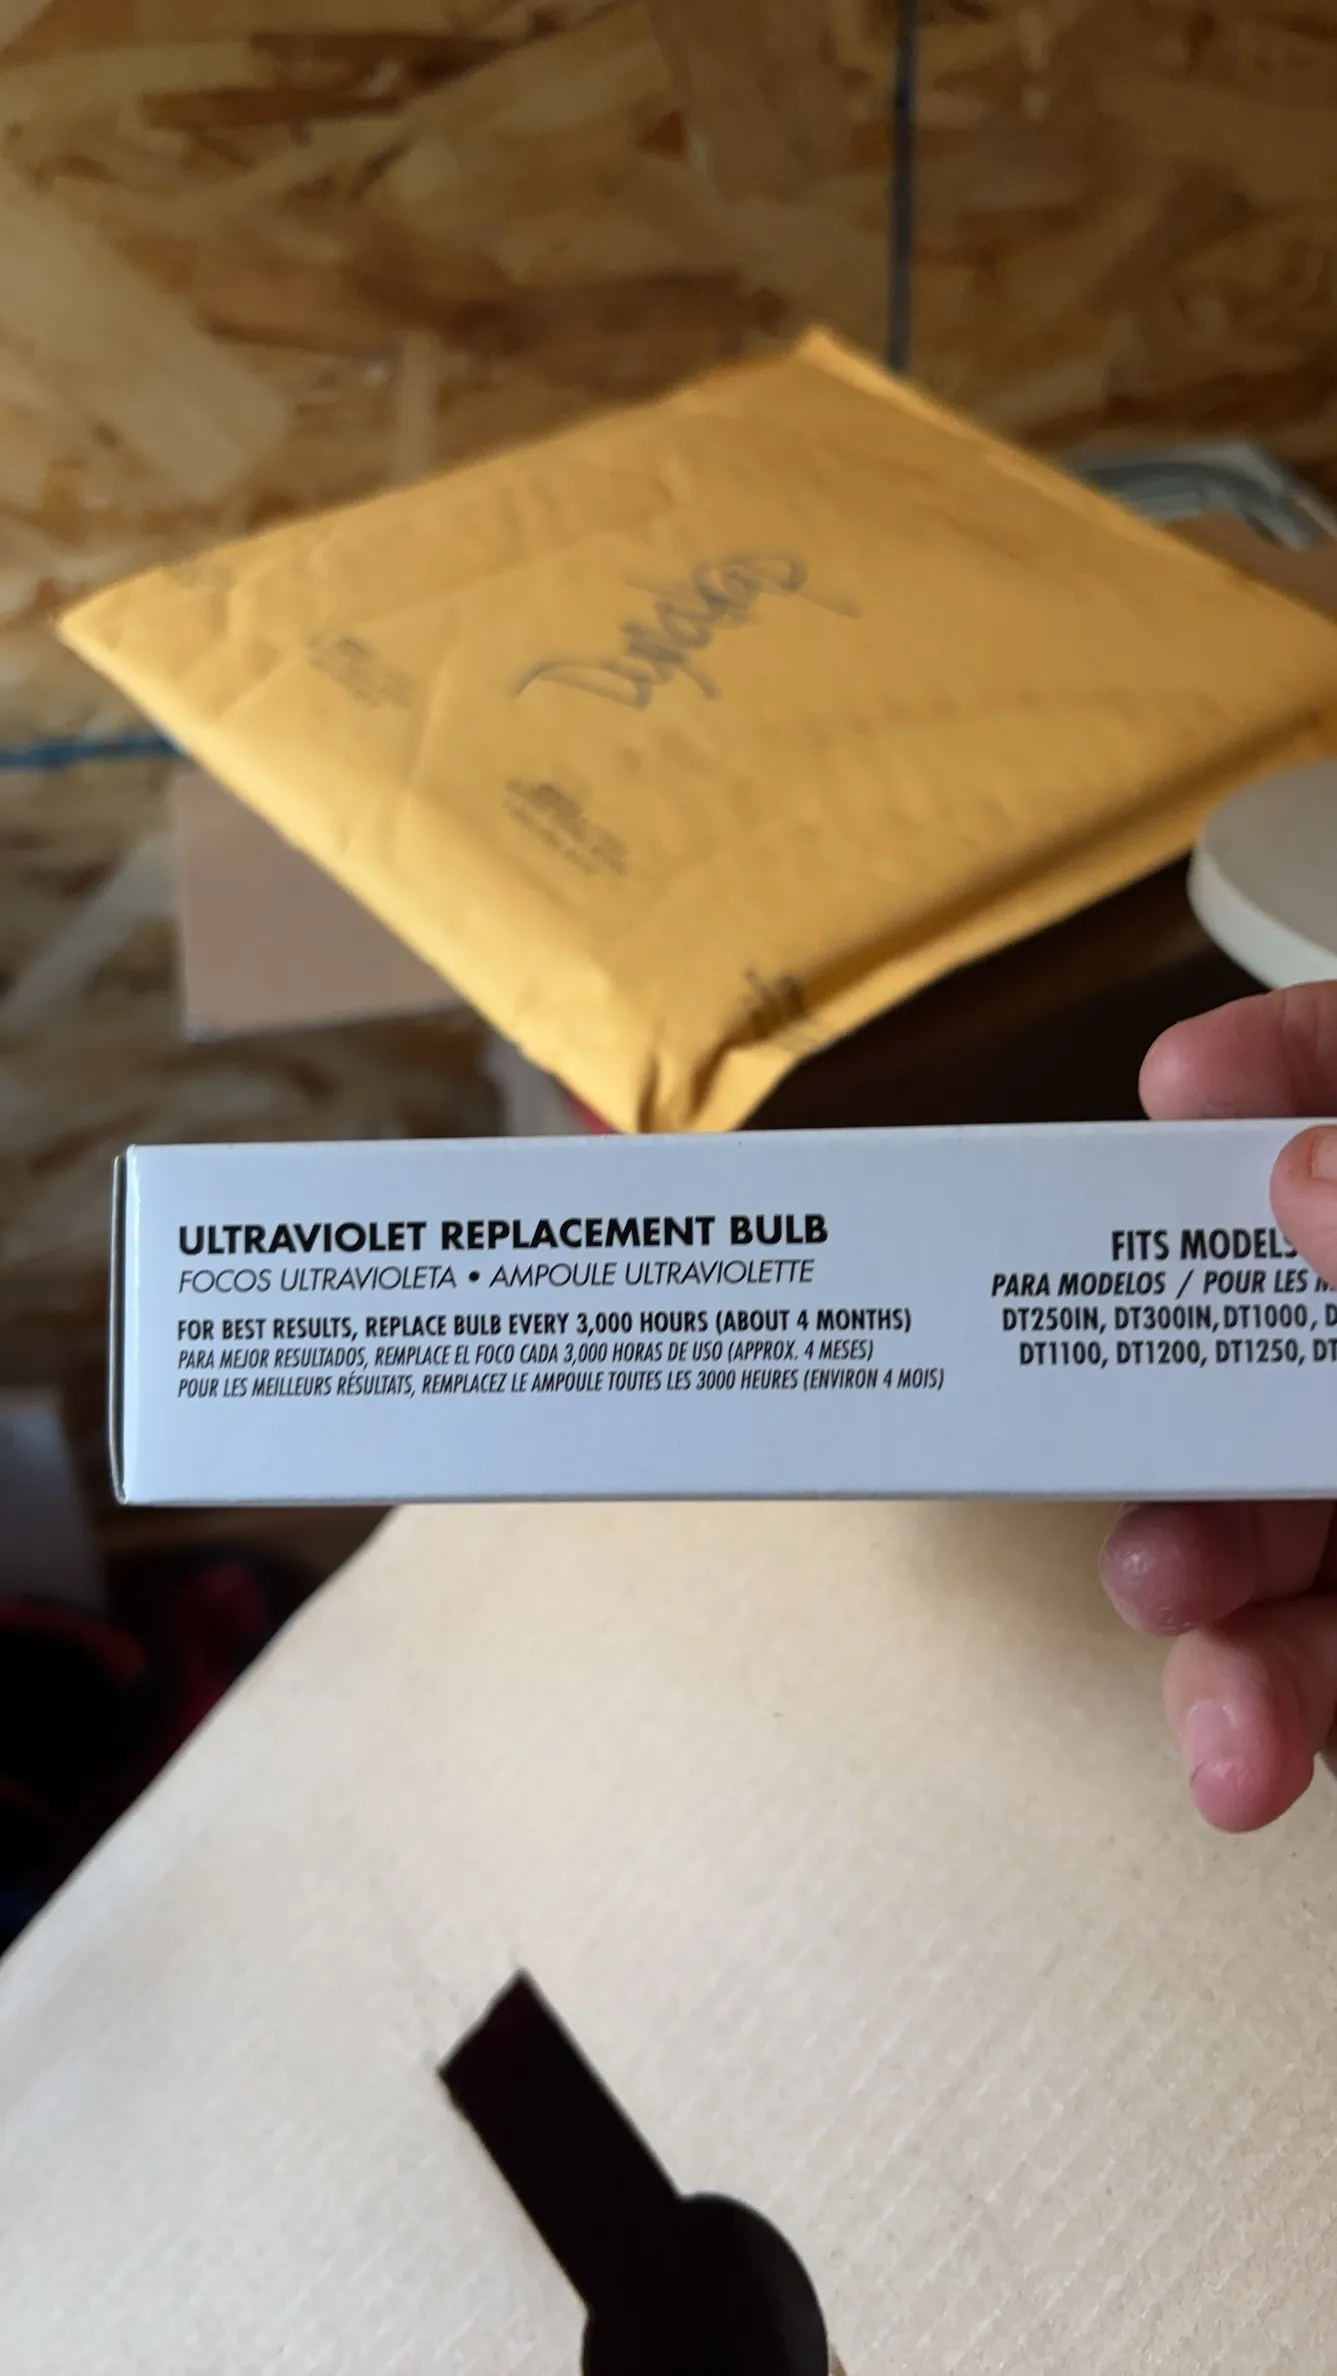 ULTRAVIOLET REPLACEMENT BULB
FOCOS ULTRAVIOLETA • AMPOULE ULTRAVIOLETTE
FOR BEST RESULTS, REPLACE BULB EVERY 3,000 HOURS (ABOUT 4 MONTHS)
PARA MEJOR RESULTADOS, REMPLACE EL FOCO CADA 3,000 HORAS DE USO (APPROX. 4 MESES)
POUR LES MEILLEURS RÉSULTATS, REMPLACEZ LE AMPOULE TOUTES LES 3000 HEURES (ENVIRON 4 MOIS)
FITS MODELS
PARA MODELOS / POUR LES
DT250IN, DT300IN, DT1000,
DT1100, DT1200, DT1250,